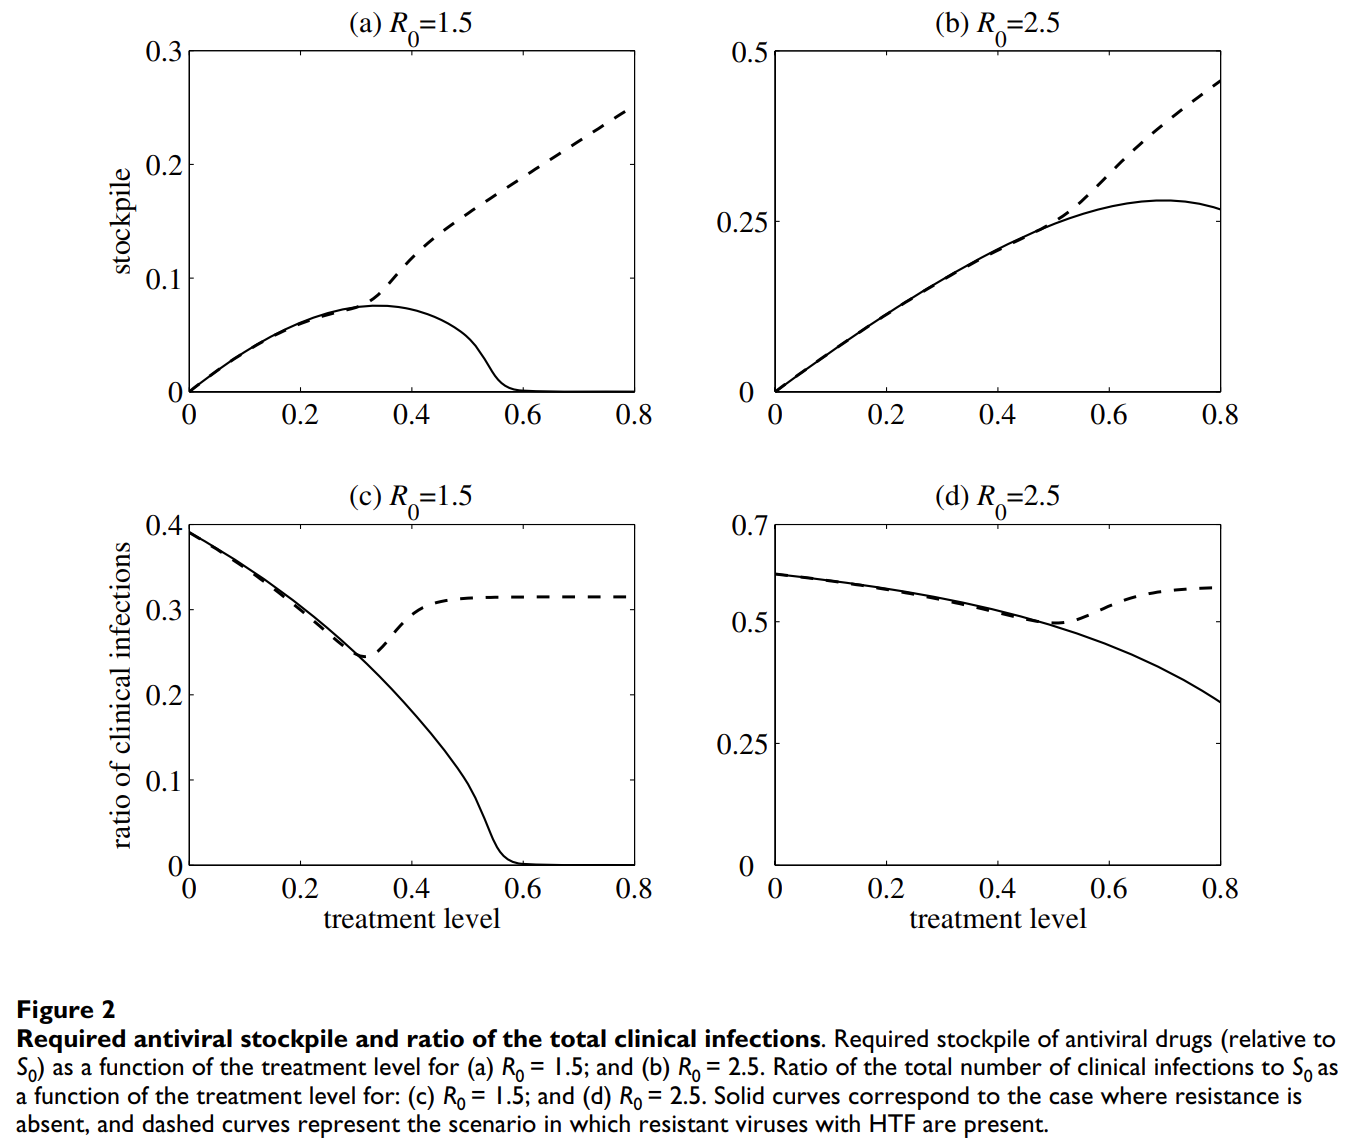 (a) R0=1.5
(b) R0=2.5
0.3
0.2
0.1
0
stockpile
0 0.2 0.4 0.6 0.8
0.5
0.25
0
0 0.2 0.4 0.6 0.8
(c) R0=1.5
(d) R0=2.5
0.4
0.3
0.2
0.1
0
ratio of clinical infections
0 0.2 0.4 0.6 0.8
treatment level
0.7
0.5
0.25
0
0 0.2 0.4 0.6 0.8
treatment level
Figure 2
Required antiviral stockpile and ratio of the total clinical infections. Required stockpile of antiviral drugs (relative to
S0) as a function of the treatment level for (a) R0 = 1.5; and (b) R0 = 2.5. Ratio of the total number of clinical infections to S0 as
a function of the treatment level for: (c) R0 = 1.5; and (d) R0 = 2.5. Solid curves correspond to the case where resistance is
absent, and dashed curves represent the scenario in which resistant viruses with HTF are present.